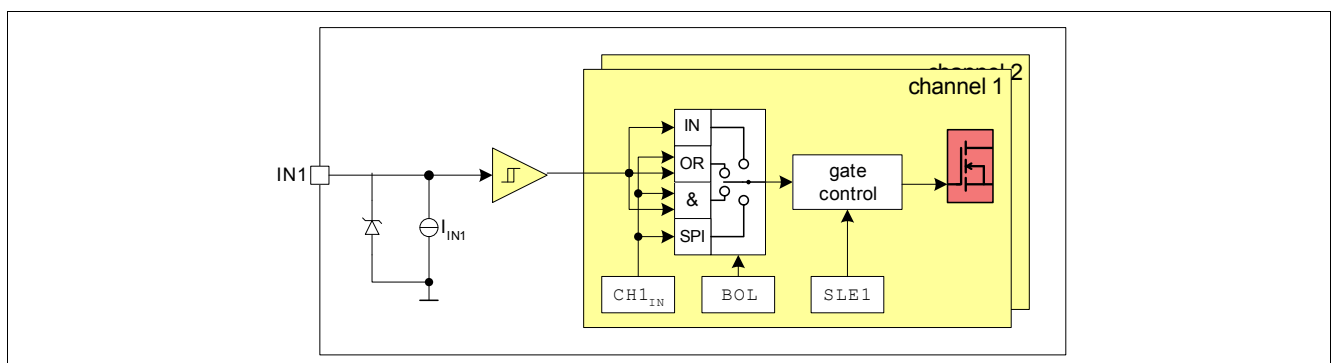 channel 2
channel 1
IN
OR
&
SPI
IN1
I_IN1
gate
control
CH1_IN
BOL
SLE1